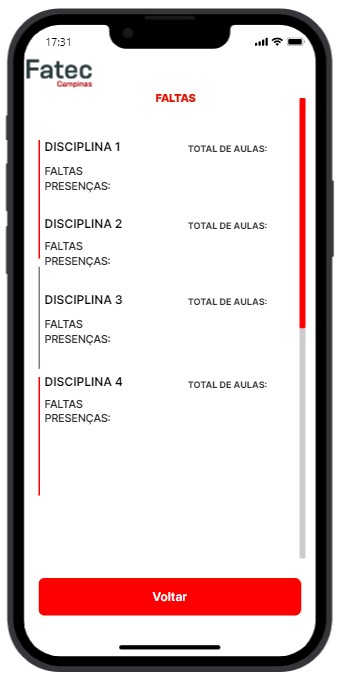 17:31
Fatec
Campinas
FALTAS
DISCIPLINA 1 TOTAL DE AULAS:
FALTAS
PRESENÇAS:
DISCIPLINA 2 TOTAL DE AULAS:
FALTAS
PRESENÇAS:
DISCIPLINA 3 TOTAL DE AULAS:
FALTAS
PRESENÇAS:
DISCIPLINA 4 TOTAL DE AULAS:
FALTAS
PRESENÇAS:
Voltar